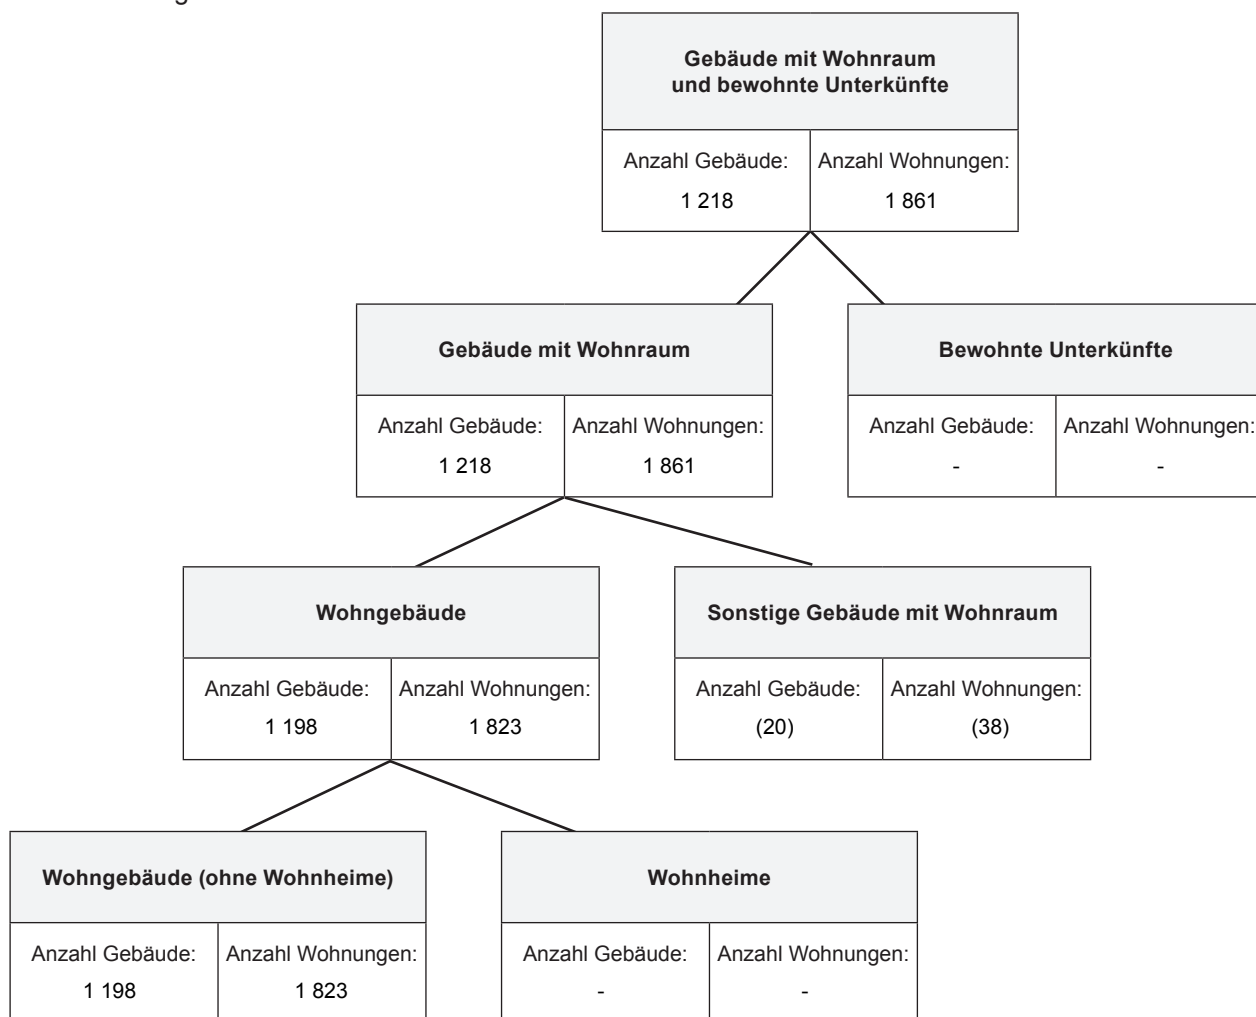 Gebäude mit Wohnraum
und bewohnte Unterkünfte
Anzahl Gebäude: Anzahl Wohnungen:
1 218 1 861
Gebäude mit Wohnraum Bewohnte Unterkünfte
Anzahl Gebäude: Anzahl Wohnungen: Anzahl Gebäude: Anzahl Wohnungen:
1 218 1 861 - -
Wohngebäude Sonstige Gebäude mit Wohnraum
Anzahl Gebäude: Anzahl Wohnungen: Anzahl Gebäude: Anzahl Wohnungen:
1 198 1 823 (20) (38)
Wohngebäude (ohne Wohnheime) Wohnheime
Anzahl Gebäude: Anzahl Wohnungen: Anzahl Gebäude: Anzahl Wohnungen:
1 198 1 823 - -